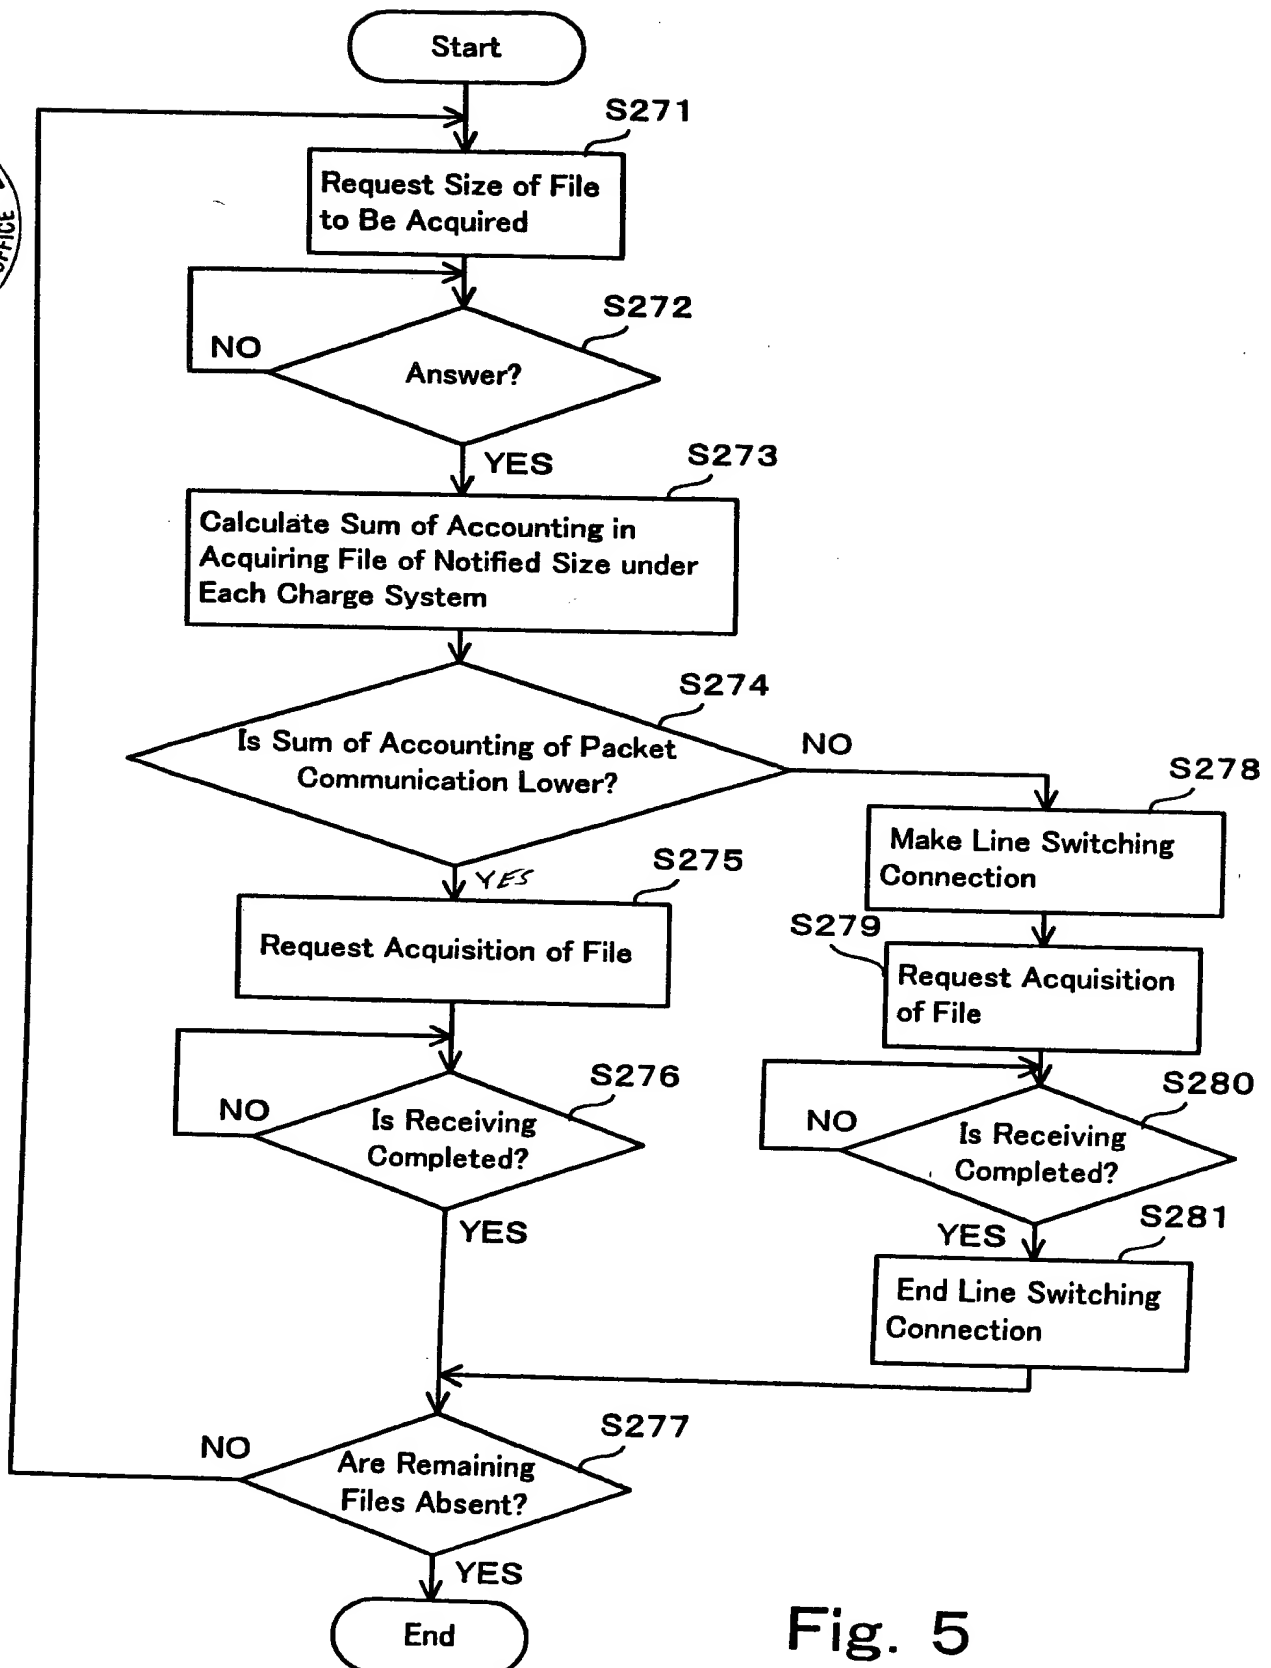 Start
S271
Request Size of File
to Be Acquired
OFFICE
S272
NO
Answer?
YES
S273
Calculate Sum of Accounting in
Acquiring File of Notified Size under
Each Charge System
S274
Is Sum of Accounting of Packet
Communication Lower?
NO
YES
S275
Request Acquisition of File
S276
NO
Is Receiving
Completed?
YES
S278
Make Line Switching
Connection
S279
Request Acquisition
of File
S280
NO
Is Receiving
Completed?
YES
S281
End Line Switching
Connection
S277
NO
Are Remaining
Files Absent?
YES
End
Fig. 5